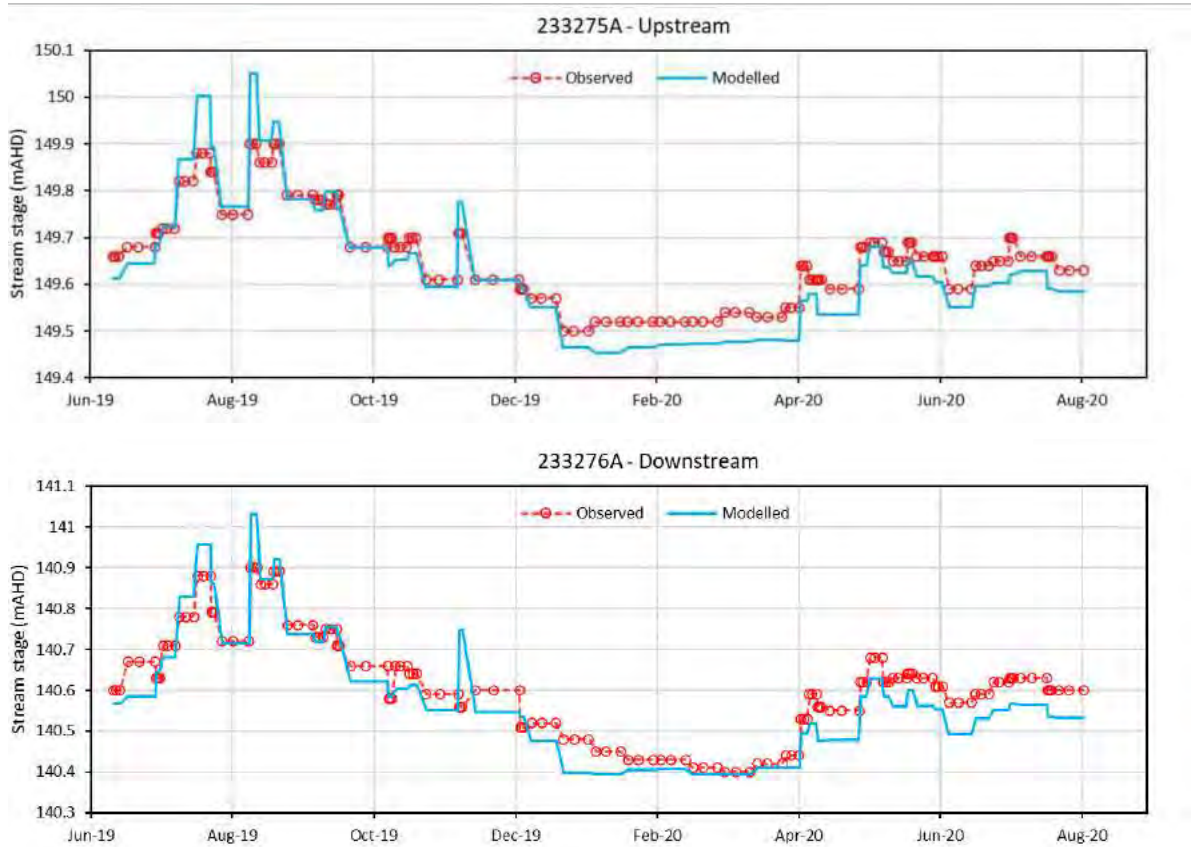 233275A - Upstream
150.1
Observed
Modelled
150
149.9
149.8
149.7
149.6
149.5
149.4
Stream stage (mAHD)
Jun-19 Aug-19 Oct-19 Dec-19 Feb-20 Apr-20 Jun-20 Aug-20
233276A - Downstream
141.1
Observed
Modelled
141
140.9
140.8
140.7
140.6
140.5
140.4
140.3
Stream stage (mAHD)
Jun-19 Aug-19 Oct-19 Dec-19 Feb-20 Apr-20 Jun-20 Aug-20